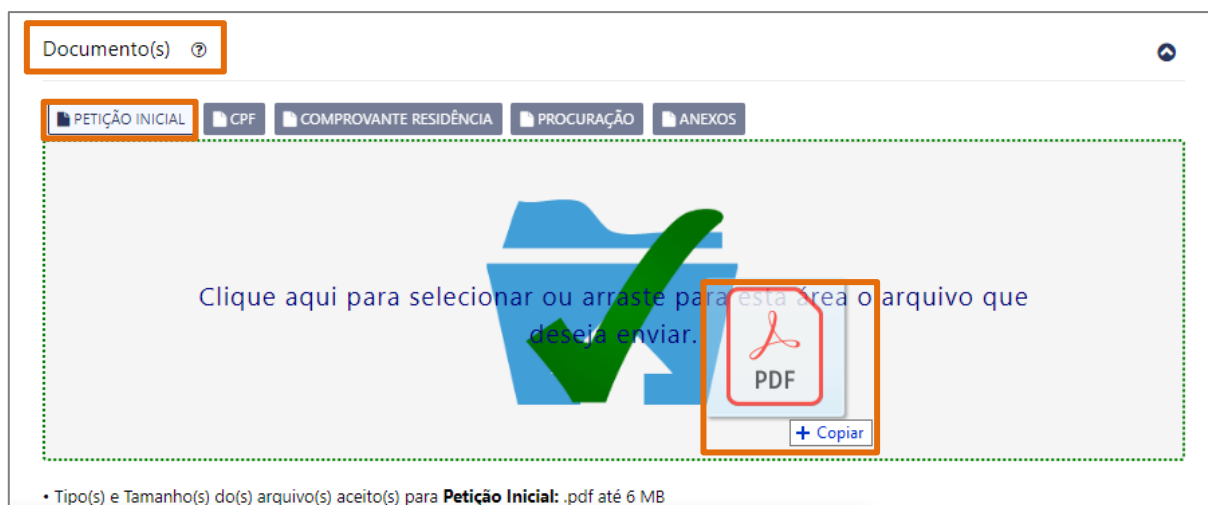 Documento(s) ?
PETIÇÃO INICIAL CPF COMPROVANTE RESIDÊNCIA PROCURAÇÃO ANEXOS
Clique aqui para selecionar ou arraste para esta área o arquivo que
deseja enviar.
PDF
+ Copiar
• Tipo(s) e Tamanho(s) do(s) arquivo(s) aceito(s) para Petição Inicial: .pdf até 6 MB